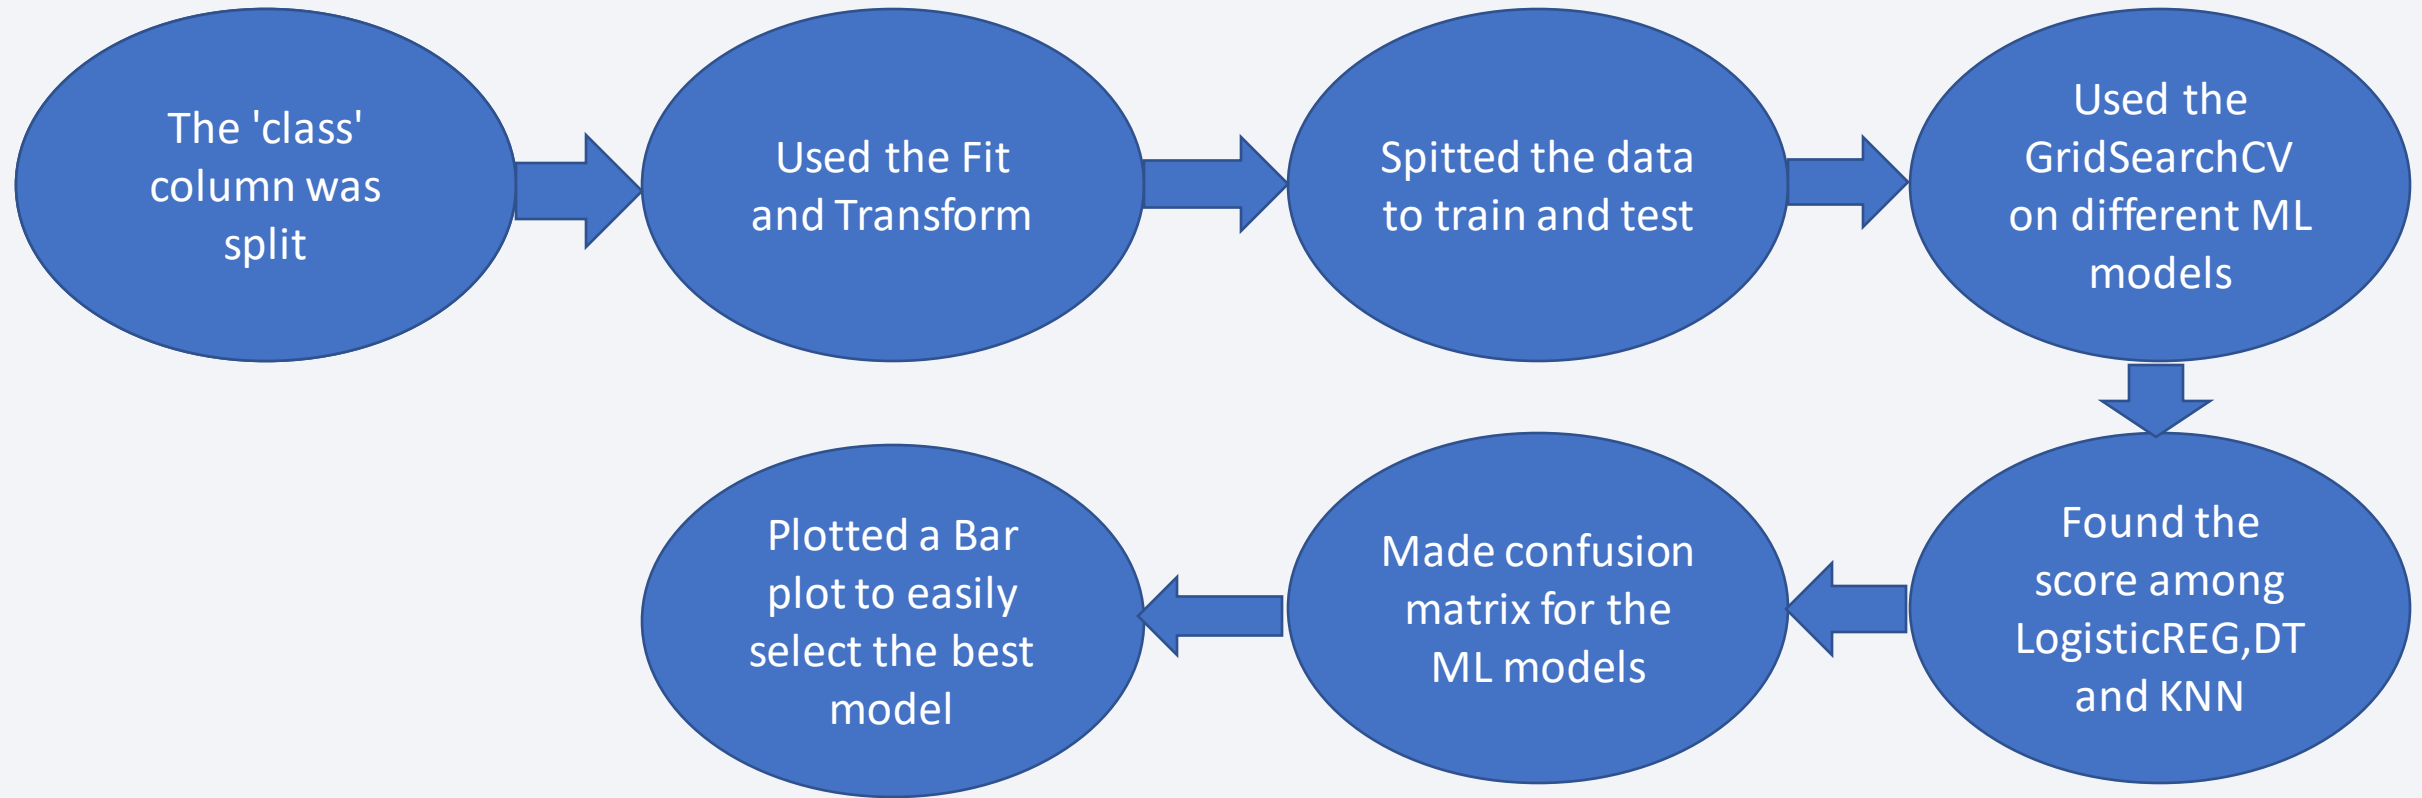 The 'class'
column was
split
Used the Fit
and Transform
Spitted the data
to train and test
Used the
GridSearchCV
on different ML
models
Found the
score among
LogisticREG,DT
and KNN
Made confusion
matrix for the
ML models
Plotted a Bar
plot to easily
select the best
model